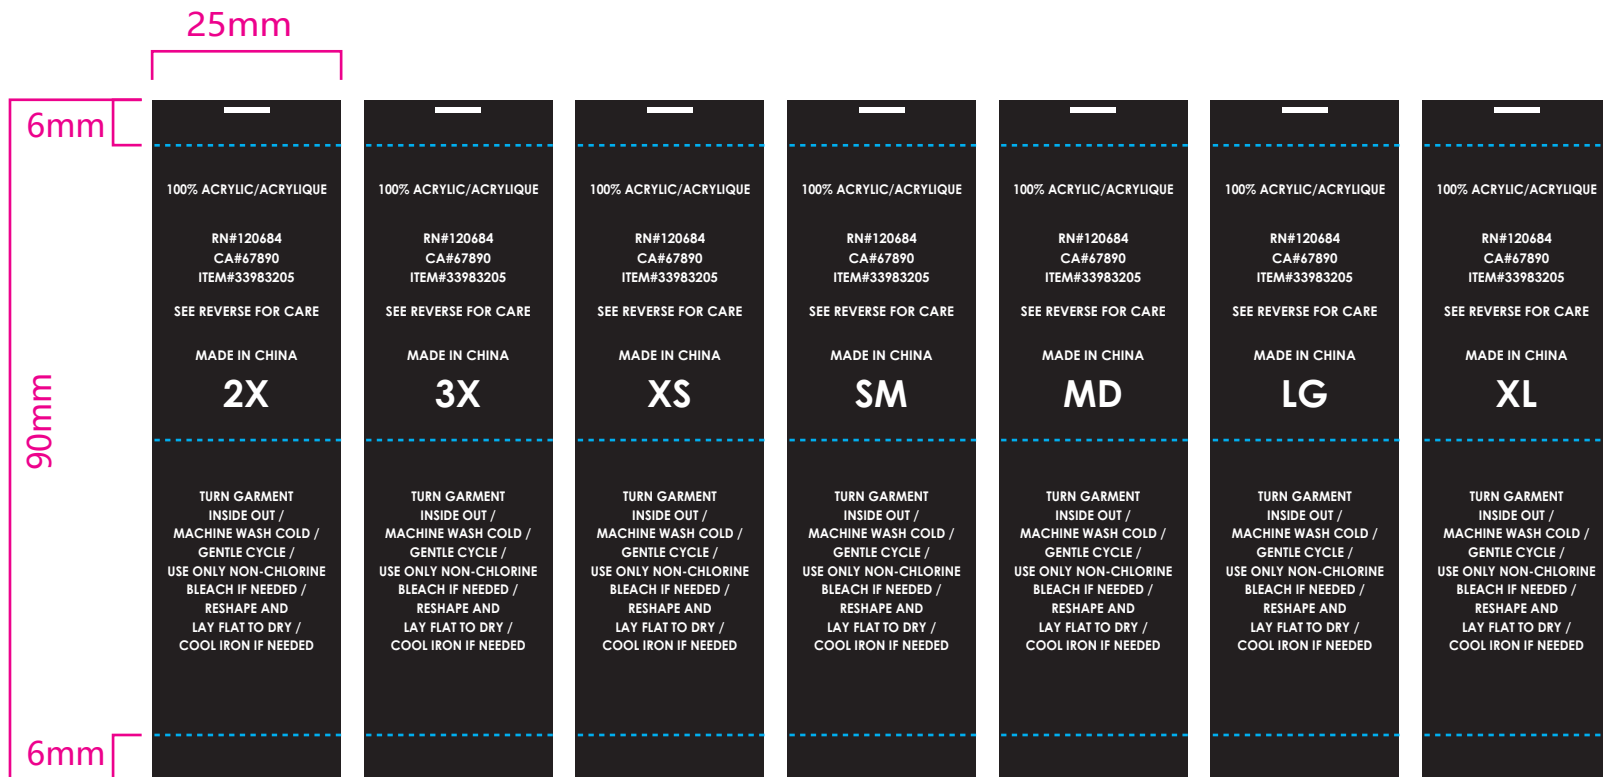 25mm
6mm
90mm
6mm
100% ACRYLIC/ACRYLIQUE
RN#120684
CA#67890
ITEM#33983205
SEE REVERSE FOR CARE
MADE IN CHINA
2X
TURN GARMENT
INSIDE OUT /
MACHINE WASH COLD /
GENTLE CYCLE /
USE ONLY NON-CHLORINE
BLEACH IF NEEDED /
RESHAPE AND
LAY FLAT TO DRY /
COOL IRON IF NEEDED
100% ACRYLIC/ACRYLIQUE
RN#120684
CA#67890
ITEM#33983205
SEE REVERSE FOR CARE
MADE IN CHINA
3X
TURN GARMENT
INSIDE OUT /
MACHINE WASH COLD /
GENTLE CYCLE /
USE ONLY NON-CHLORINE
BLEACH IF NEEDED /
RESHAPE AND
LAY FLAT TO DRY /
COOL IRON IF NEEDED
100% ACRYLIC/ACRYLIQUE
RN#120684
CA#67890
ITEM#33983205
SEE REVERSE FOR CARE
MADE IN CHINA
XS
TURN GARMENT
INSIDE OUT /
MACHINE WASH COLD /
GENTLE CYCLE /
USE ONLY NON-CHLORINE
BLEACH IF NEEDED /
RESHAPE AND
LAY FLAT TO DRY /
COOL IRON IF NEEDED
100% ACRYLIC/ACRYLIQUE
RN#120684
CA#67890
ITEM#33983205
SEE REVERSE FOR CARE
MADE IN CHINA
SM
TURN GARMENT
INSIDE OUT /
MACHINE WASH COLD /
GENTLE CYCLE /
USE ONLY NON-CHLORINE
BLEACH IF NEEDED /
RESHAPE AND
LAY FLAT TO DRY /
COOL IRON IF NEEDED
100% ACRYLIC/ACRYLIQUE
RN#120684
CA#67890
ITEM#33983205
SEE REVERSE FOR CARE
MADE IN CHINA
MD
TURN GARMENT
INSIDE OUT /
MACHINE WASH COLD /
GENTLE CYCLE /
USE ONLY NON-CHLORINE
BLEACH IF NEEDED /
RESHAPE AND
LAY FLAT TO DRY /
COOL IRON IF NEEDED
100% ACRYLIC/ACRYLIQUE
RN#120684
CA#67890
ITEM#33983205
SEE REVERSE FOR CARE
MADE IN CHINA
LG
TURN GARMENT
INSIDE OUT /
MACHINE WASH COLD /
GENTLE CYCLE /
USE ONLY NON-CHLORINE
BLEACH IF NEEDED /
RESHAPE AND
LAY FLAT TO DRY /
COOL IRON IF NEEDED
100% ACRYLIC/ACRYLIQUE
RN#120684
CA#67890
ITEM#33983205
SEE REVERSE FOR CARE
MADE IN CHINA
XL
TURN GARMENT
INSIDE OUT /
MACHINE WASH COLD /
GENTLE CYCLE /
USE ONLY NON-CHLORINE
BLEACH IF NEEDED /
RESHAPE AND
LAY FLAT TO DRY /
COOL IRON IF NEEDED